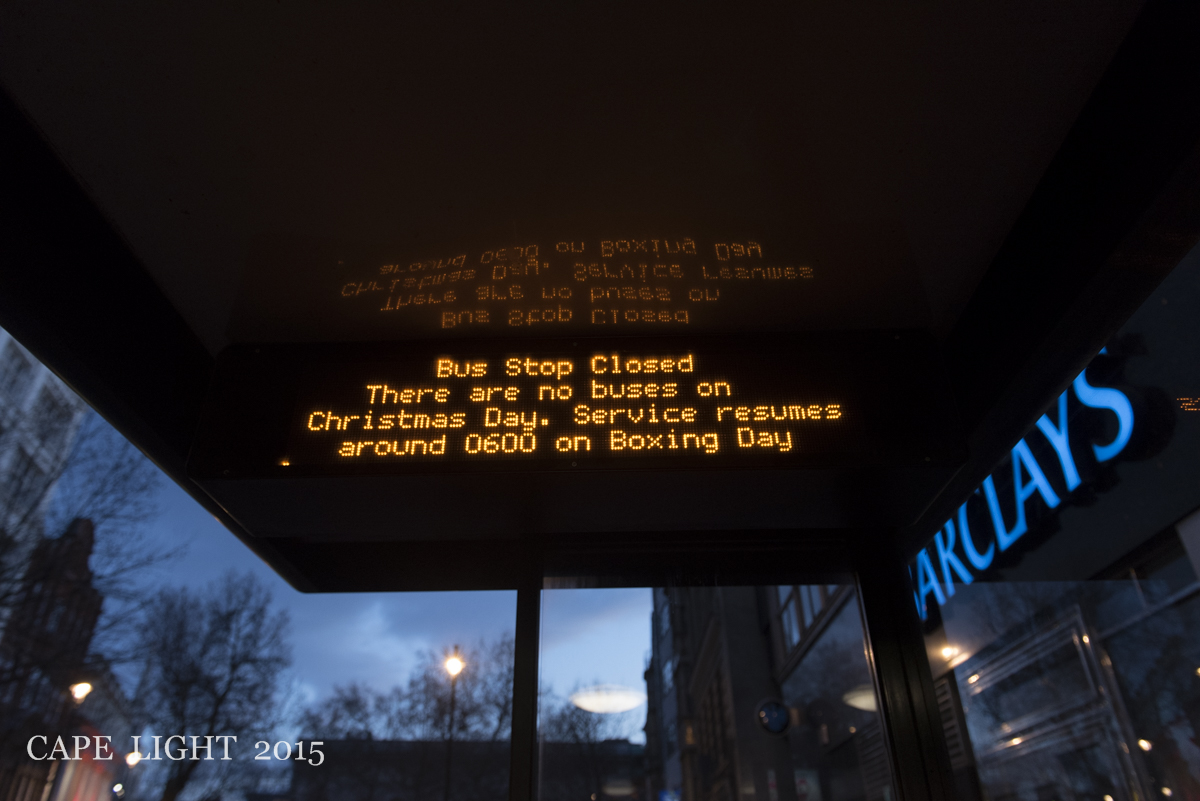 Bus Stop Closed
There are no buses on
Christmas Day. Service resumes
around 0600 on Boxing Day
ARCLAYS
CAPE LIGHT 2015